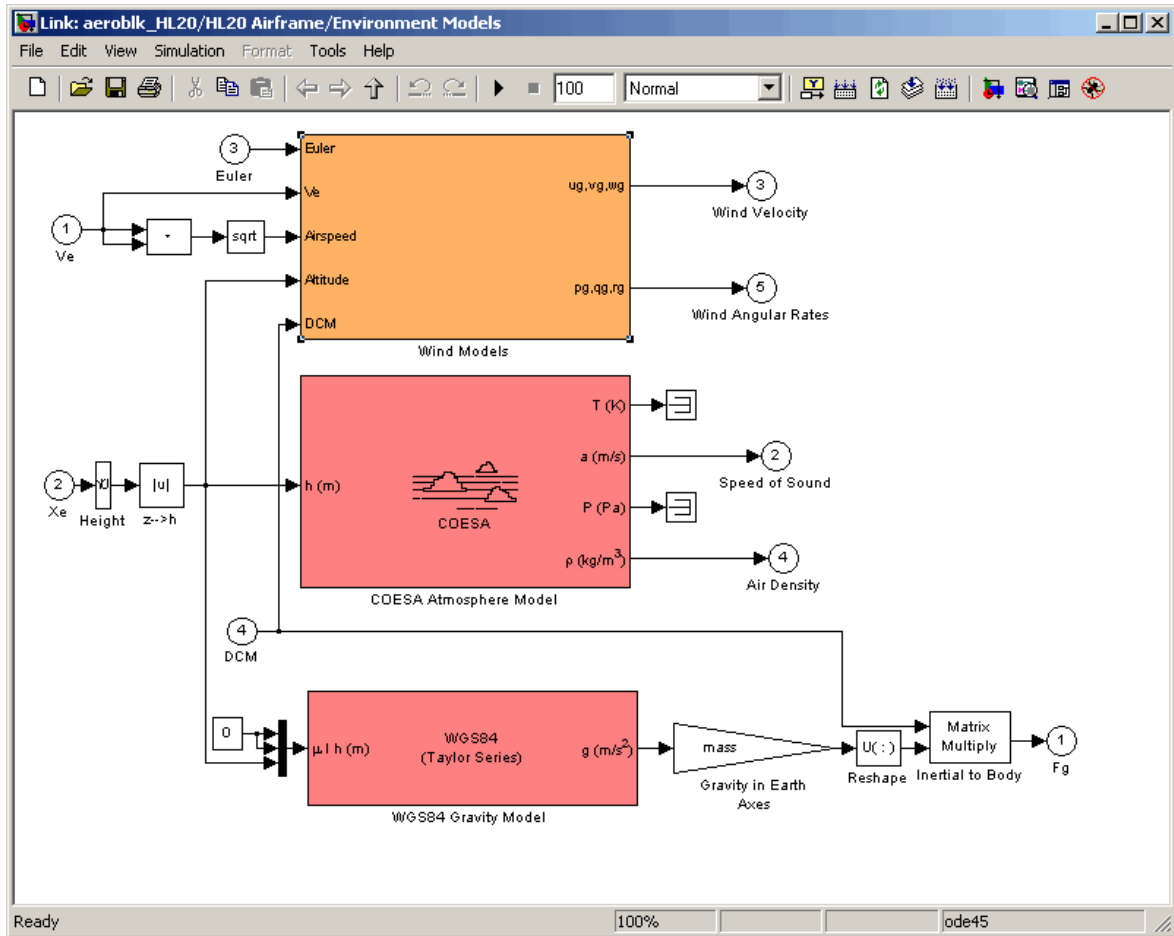 Link: aeroblk_HL20/HL20 Airframe/Environment Models
File Edit View Simulation Format Tools Help
100 Normal
3
Euler
Euler
ug,vg,wg
3
Wind Velocity
Ve
1
Ve
sqrt
Airspeed
Altitude
pg,qg,rg
5
Wind Angular Rates
DCM
Wind Models
T (K)
a (m/s)
2
Speed of Sound
2
Xe
Height
|u|
z-->h
h (m)
COESA
P (Pa)
ρ (kg/m³)
4
Air Density
COESA Atmosphere Model
4
DCM
0
μ l h (m)
WGS84
(Taylor Series)
g (m/s²)
WGS84 Gravity Model
mass
Gravity in Earth
Axes
U( : )
Reshape
Matrix
Multiply
Inertial to Body
1
Fg
Ready 100% ode45